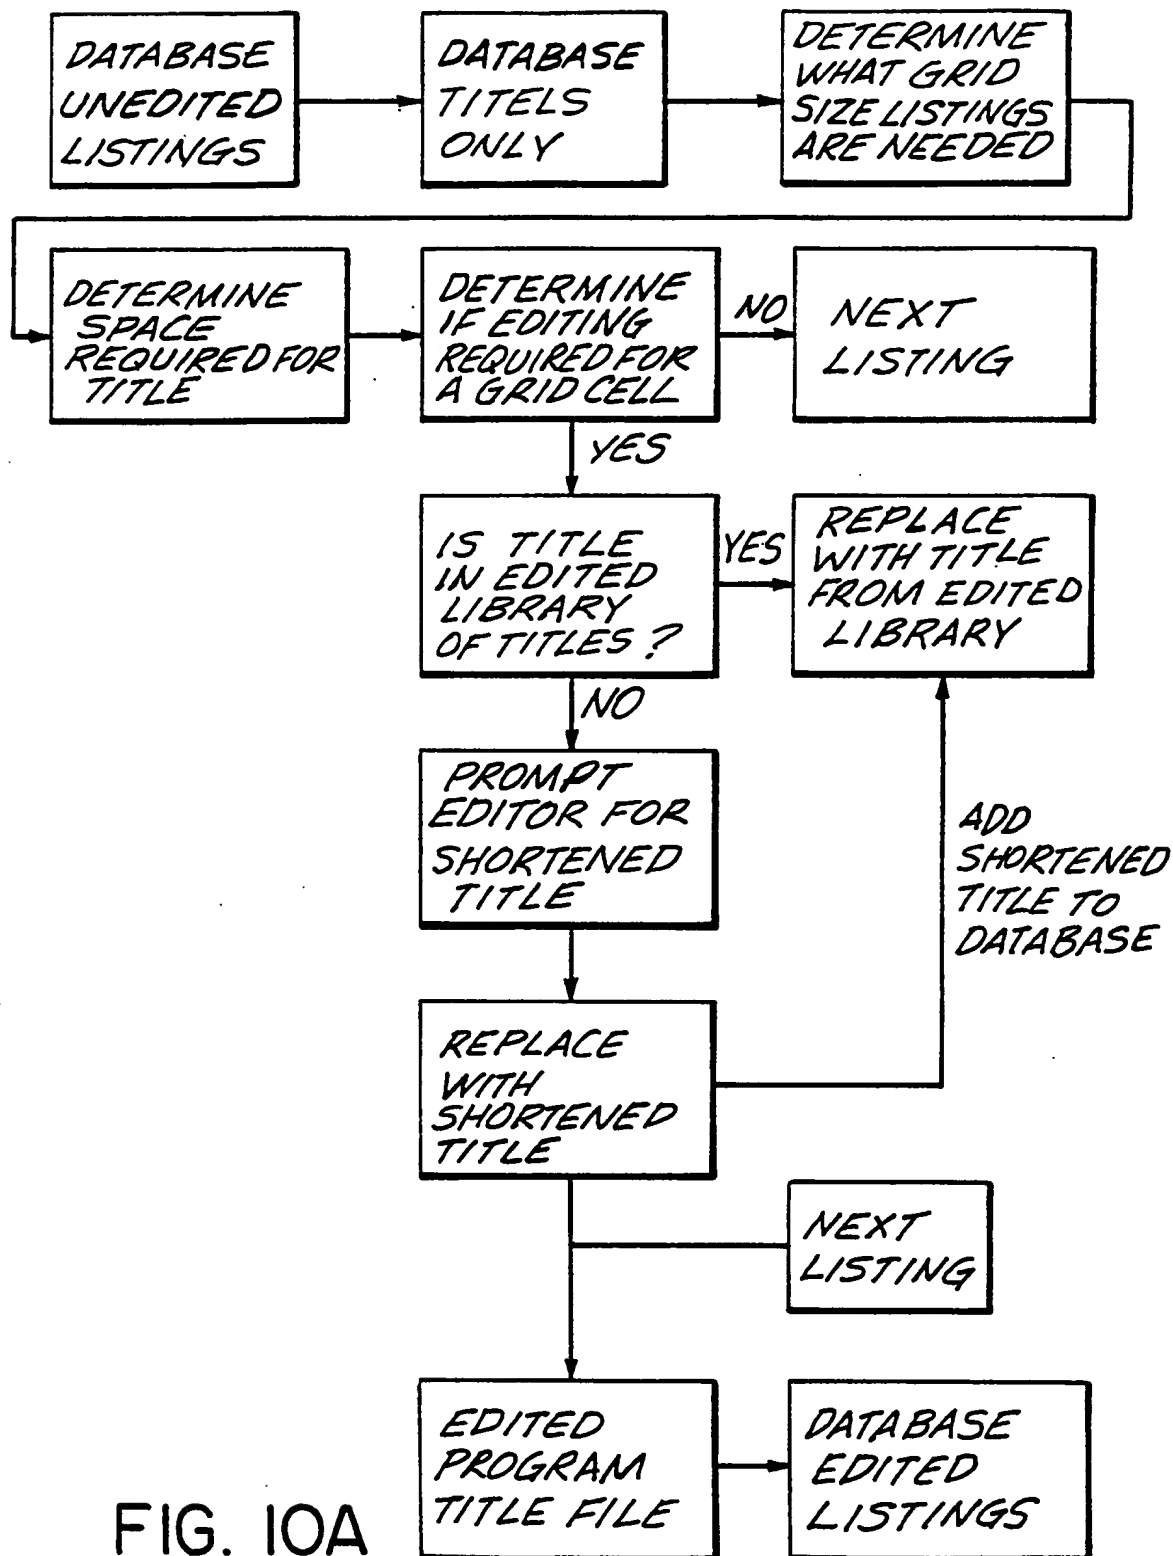 DATABASE
UNEDITED
LISTINGS
DATABASE
TITELS
ONLY
DETERMINE
WHAT GRID
SIZE LISTINGS
ARE NEEDED
DETERMINE
SPACE
REQUIRED FOR
TITLE
DETERMINE
IF EDITING
REQUIRED FOR
A GRID CELL
NO
NEXT
LISTING
YES
IS TITLE
IN EDITED
LIBRARY
OF TITLES?
YES
REPLACE
WITH TITLE
FROM EDITED
LIBRARY
NO
PROMPT
EDITOR FOR
SHORTENED
TITLE
ADD
SHORTENED
TITLE TO
DATABASE
REPLACE
WITH
SHORTENED
TITLE
NEXT
LISTING
EDITED
PROGRAM
TITLE FILE
DATABASE
EDITED
LISTINGS
FIG. 10A